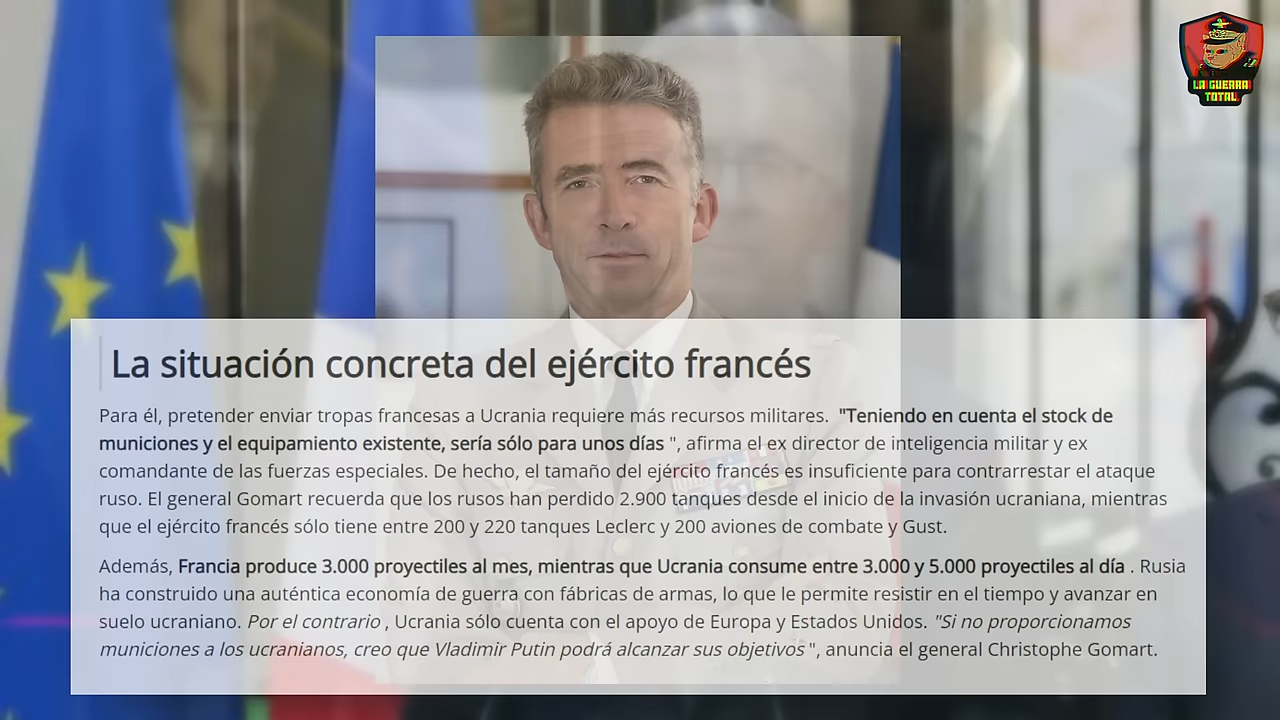 LA GUERRA
TOTAL
La situación concreta del ejército francés
Para él, pretender enviar tropas francesas a Ucrania requiere más recursos militares. "Teniendo en cuenta el stock de
municiones y el equipamiento existente, sería sólo para unos días ", afirma el ex director de inteligencia militar y ex
comandante de las fuerzas especiales. De hecho, el tamaño del ejército francés es insuficiente para contrarrestar el ataque
ruso. El general Gomart recuerda que los rusos han perdido 2.900 tanques desde el inicio de la invasión ucraniana, mientras
que el ejército francés sólo tiene entre 200 y 220 tanques Leclerc y 200 aviones de combate y Gust.
Además, Francia produce 3.000 proyectiles al mes, mientras que Ucrania consume entre 3.000 y 5.000 proyectiles al día . Rusia
ha construido una auténtica economía de guerra con fábricas de armas, lo que le permite resistir en el tiempo y avanzar en
suelo ucraniano. Por el contrario , Ucrania sólo cuenta con el apoyo de Europa y Estados Unidos. "Si no proporcionamos
municiones a los ucranianos, creo que Vladimir Putin podrá alcanzar sus objetivos ", anuncia el general Christophe Gomart.